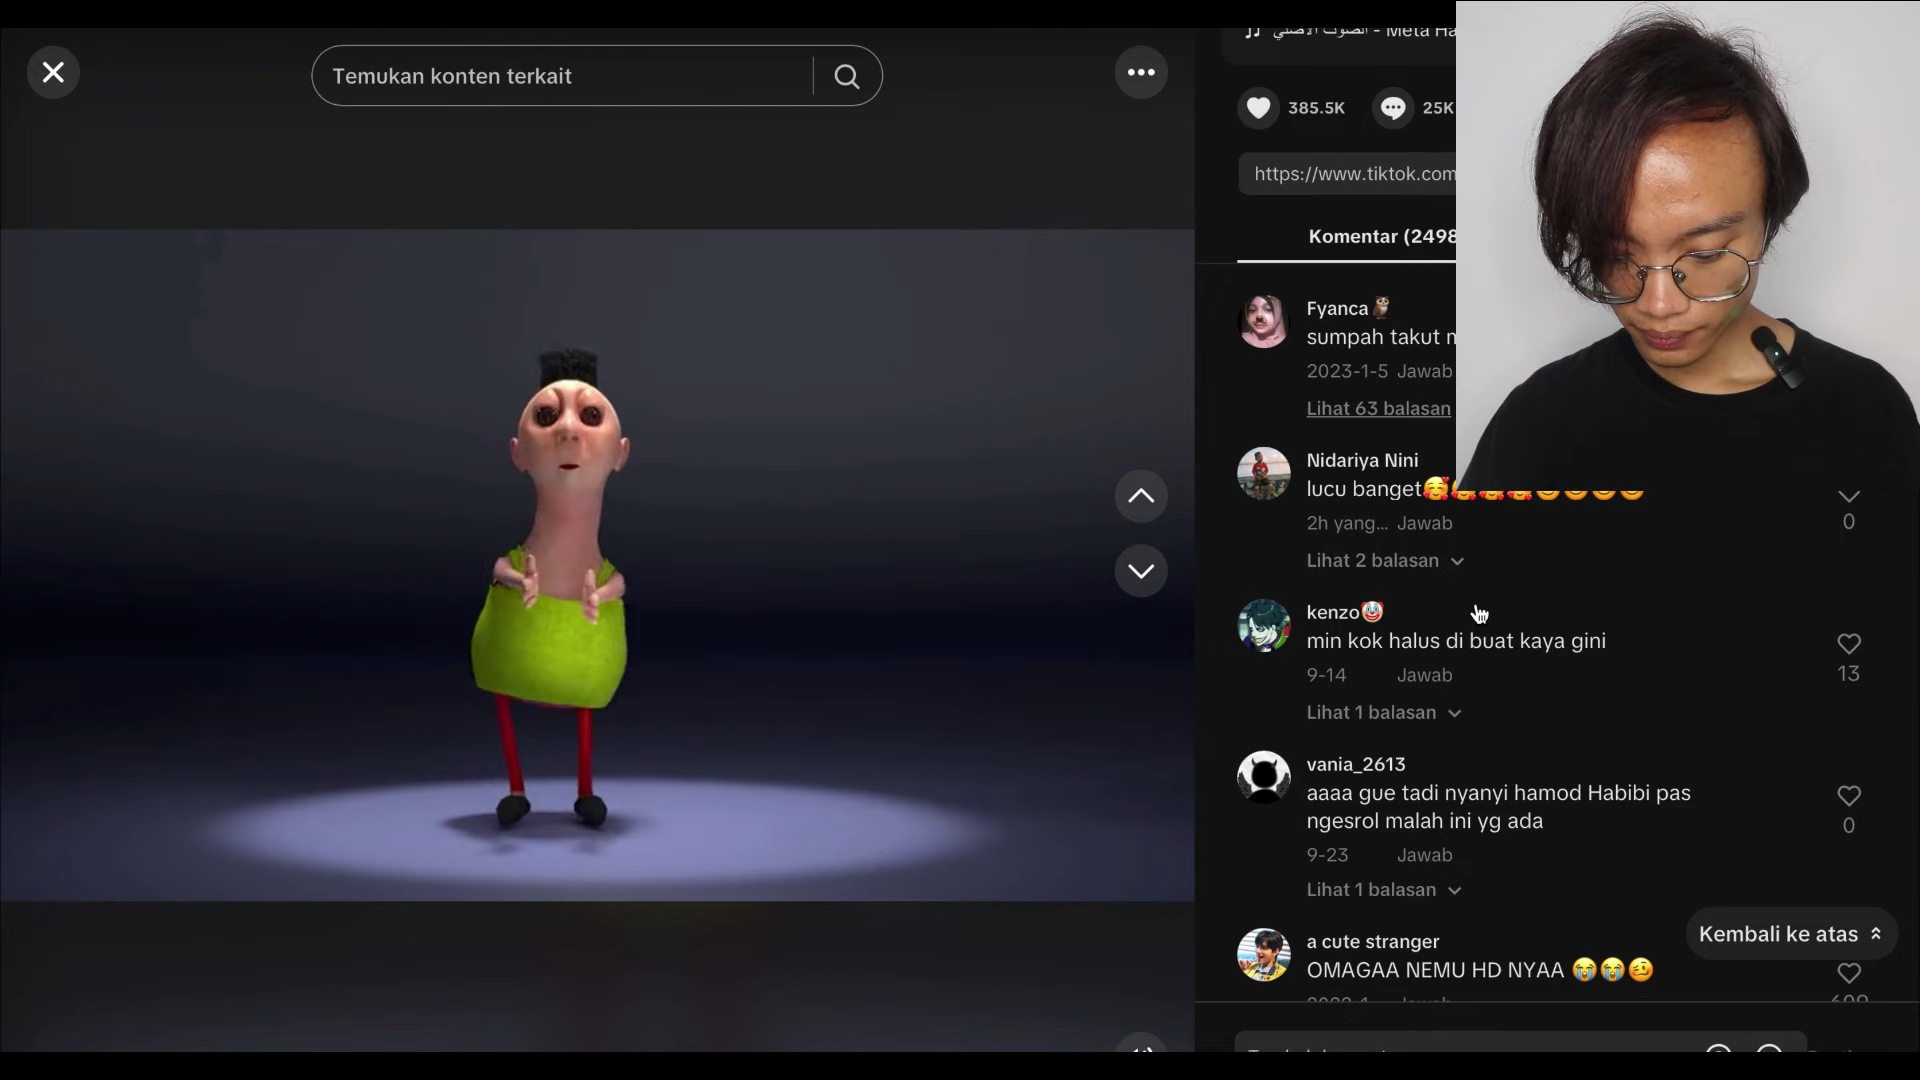 Temukan konten terkait
الصوت الأصلي - Meta Ha
385.5K
25K
https://www.tiktok.com
Komentar (2498
Fyanca🦉
sumpah takut
2023-1-5 Jawab
Lihat 63 balasan
Nidariya Nini
lucu banget🥰🥰🥰🥰😊😊😊😊
2h yang... Jawab
0
Lihat 2 balasan
kenzo🤡
min kok halus di buat kaya gini
9-14 Jawab
13
Lihat 1 balasan
vania_2613
aaaa gue tadi nyanyi hamod Habibi pas
ngesrol malah ini yg ada
9-23 Jawab
0
Lihat 1 balasan
Kembali ke atas
a cute stranger
OMAGAA NEMU HD NYAA 😭😭🥴